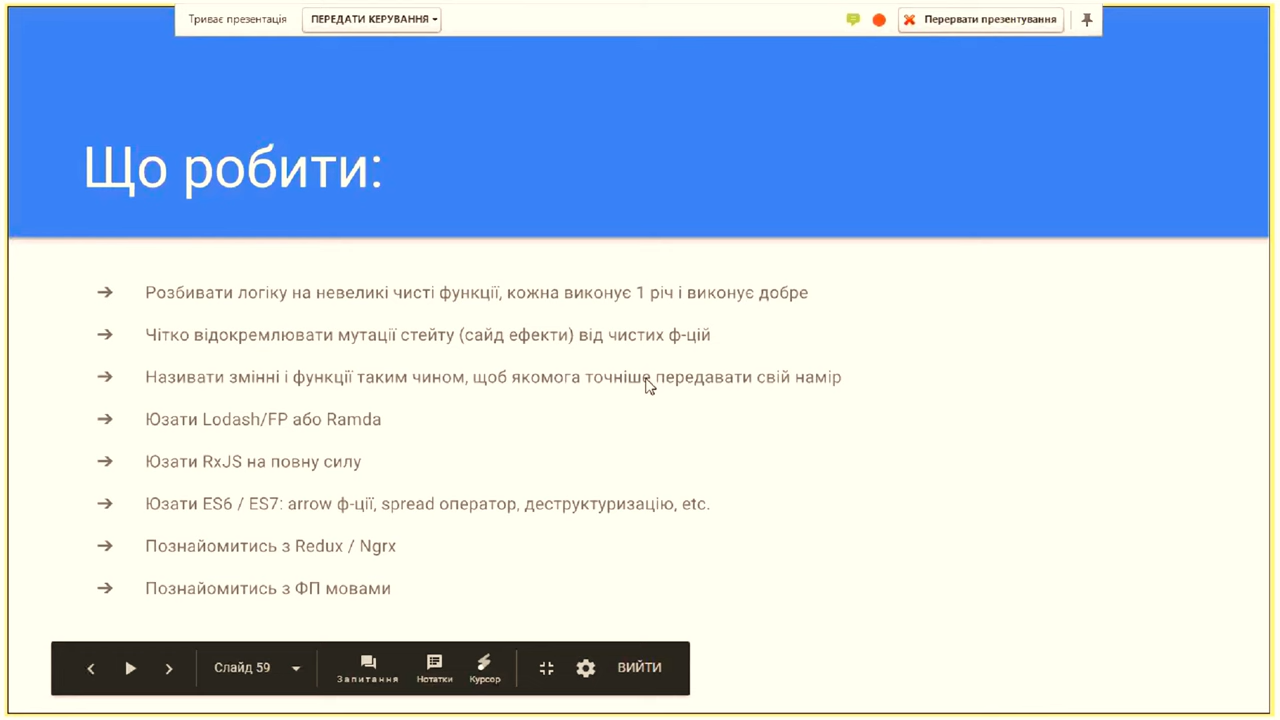 Триває презентація ПЕРЕДАТИ КЕРУВАННЯ Перервати презентування
Що робити:
Розбивати логіку на невеликі чисті функції, кожна виконує 1 річ і виконує добре
Чітко відокремлювати мутації стейту (сайд ефекти) від чистих ф-цій
Називати змінні і функції таким чином, щоб якомога точніше передавати свій намір
Юзати Lodash/FP або Ramda
Юзати RxJS на повну силу
Юзати ES6 / ES7: arrow ф-ції, spread оператор, деструктуризацію, etc.
Познайомитись з Redux / Ngrx
Познайомитись з ФП мовами
Слайд 59 Запитання Нотатки Курсор ВИЙТИ